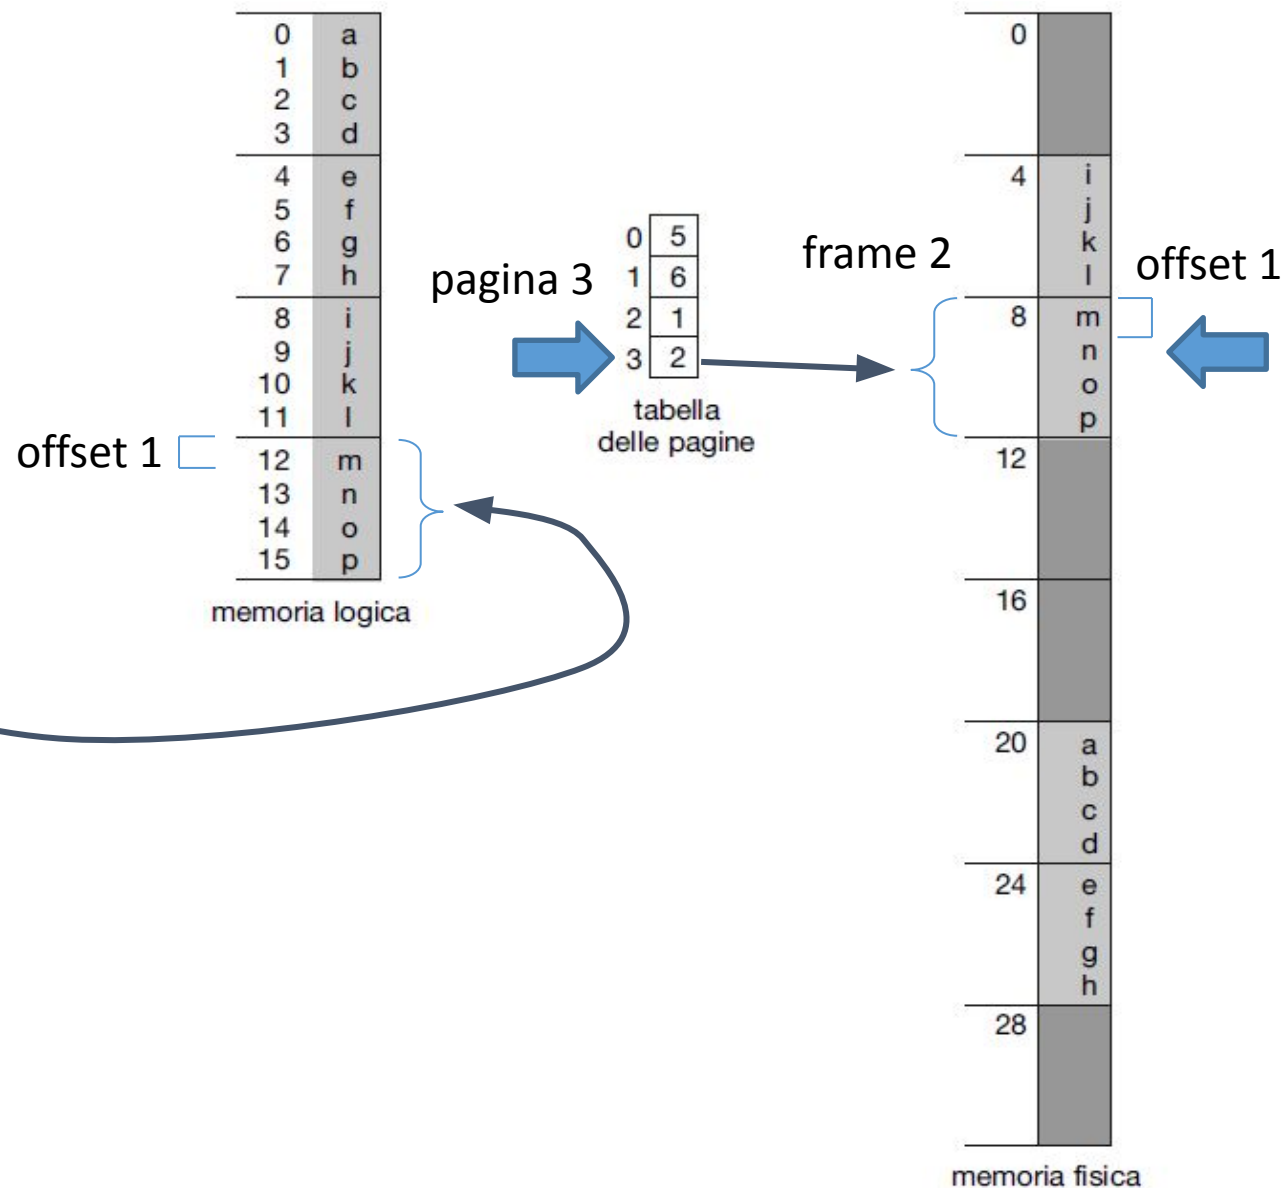 0 a
1 b
2 c
3 d
4 e
5 f
6 g
7 h
8 i
9 j
10 k
11 l
12 m
13 n
14 o
15 p
offset 1
memoria logica
pagina 3
0 5
1 6
2 1
3 2
tabella
delle pagine
frame 2
offset 1
0
4 i
j
k
l
8 m
n
o
p
12
16
20 a
b
c
d
24 e
f
g
h
28
memoria fisica